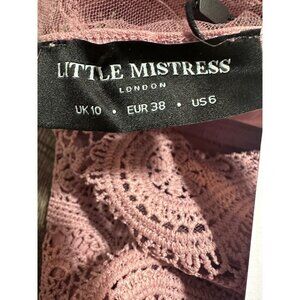 LITTLE MISTRESS
LONDON
UK 10 • EUR 38 • US 6